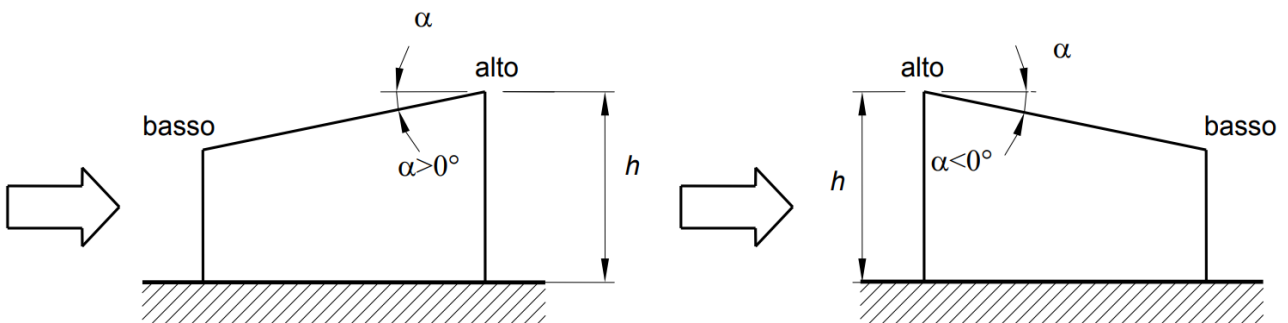 α
alto
basso
α>0°
h
α
alto
basso
α<0°
h